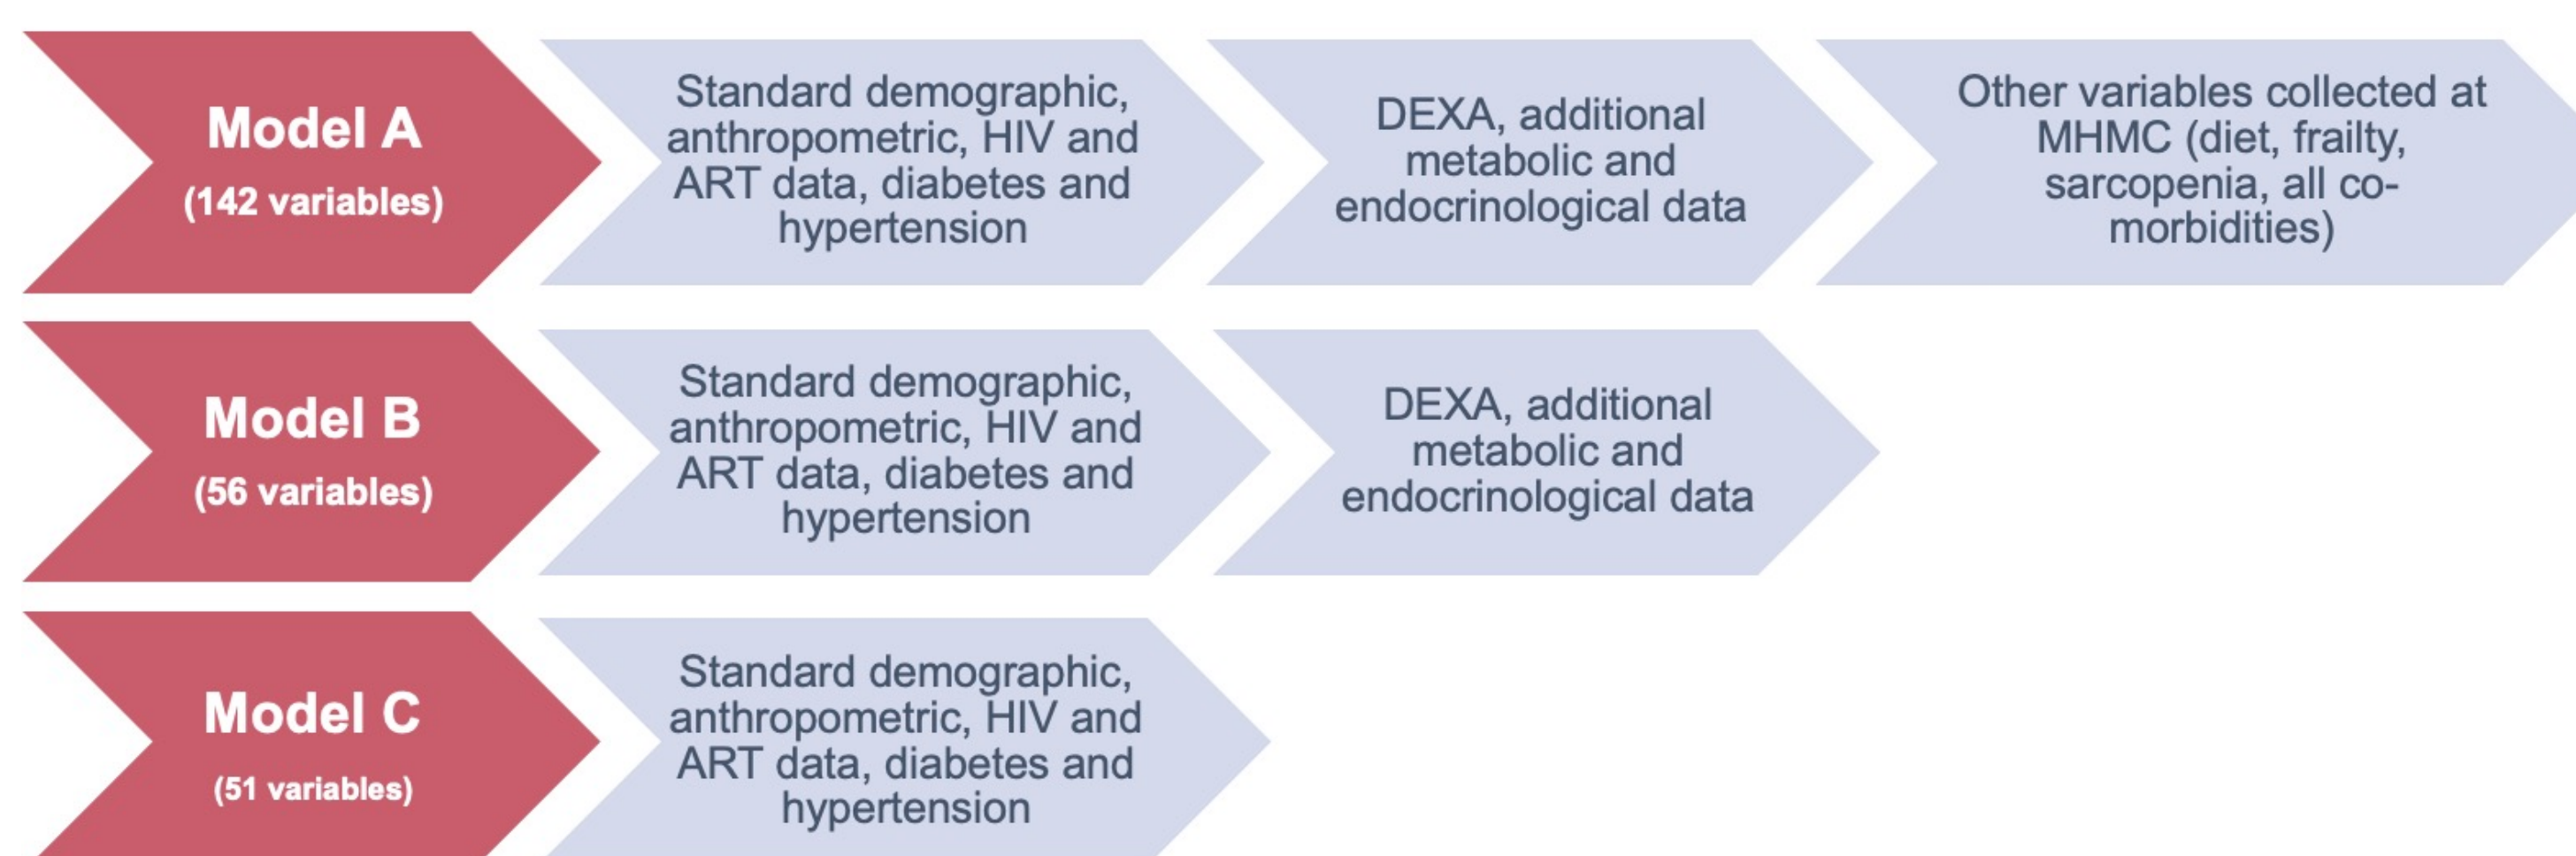 Model A
(142 variables)
Standard demographic,
anthropometric, HIV and
ART data, diabetes and
hypertension
DEXA, additional
metabolic and
endocrinological data
Other variables collected at
MHMC (diet, frailty,
sarcopenia, all co-
morbidities)
Model B
(56 variables)
Standard demographic,
anthropometric, HIV and
ART data, diabetes and
hypertension
DEXA, additional
metabolic and
endocrinological data
Model C
(51 variables)
Standard demographic,
anthropometric, HIV and
ART data, diabetes and
hypertension